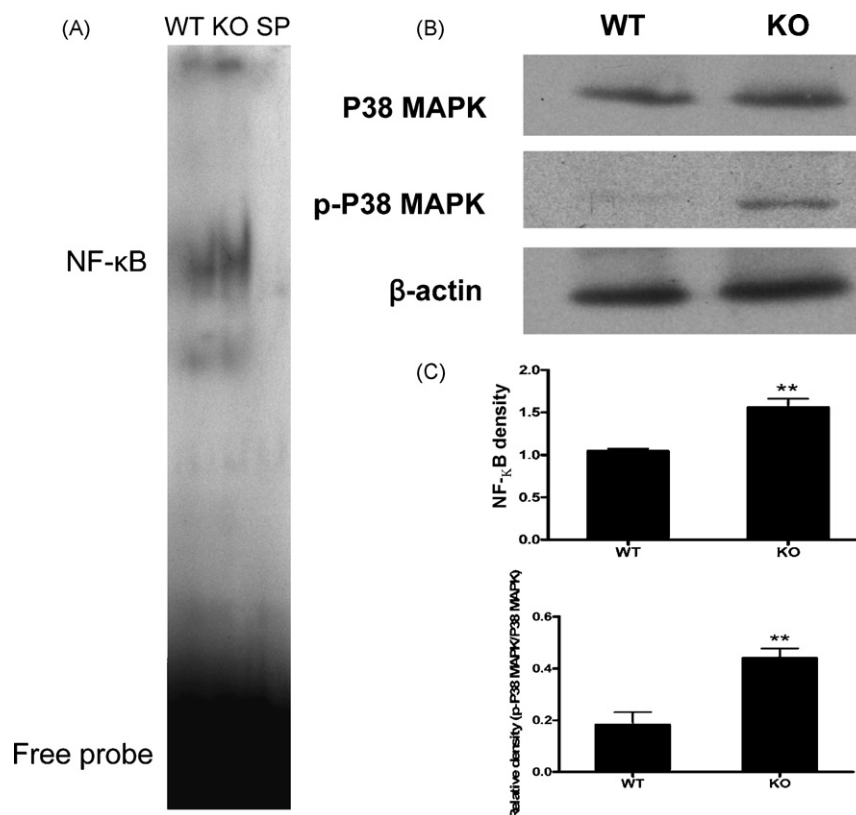 (A)
WT KO SP
NF-κB
Free probe
(B)
WT KO
P38 MAPK
p-P38 MAPK
β-actin
(C)
NF-κB density
2.0
1.5
1.0
0.5
0.0
**
WT KO
Relative density (p-P38 MAPK/P38 MAPK)
0.6
0.4
0.2
0.0
**
WT KO